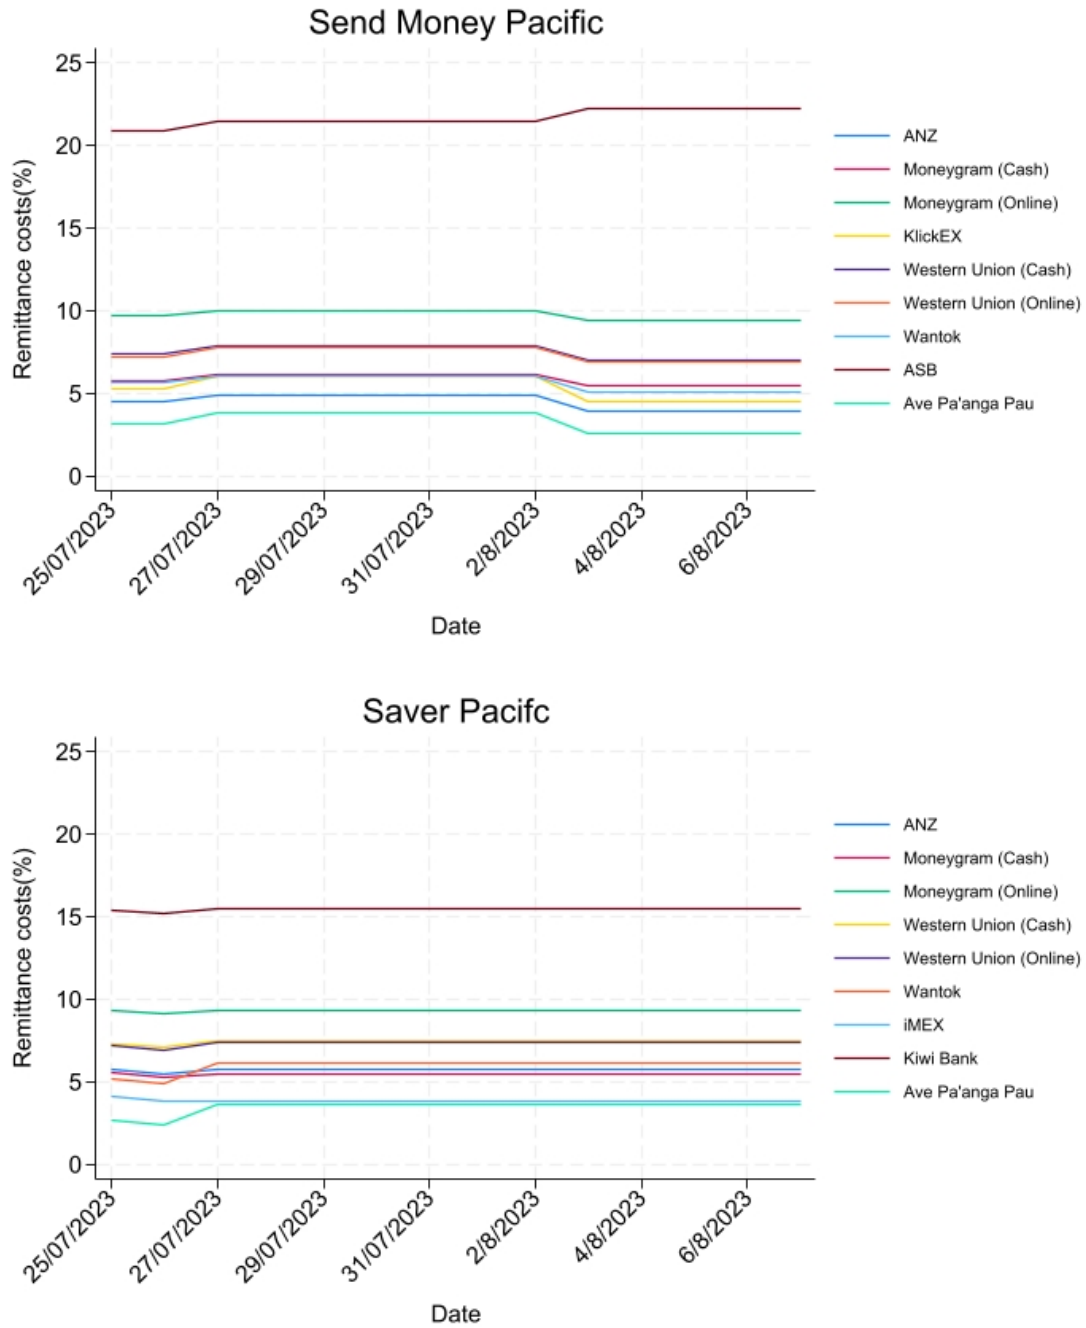 Send Money Pacific
Remittance costs(%)
25
20
15
10
5
0
25/07/2023
27/07/2023
29/07/2023
31/07/2023
2/8/2023
4/8/2023
6/8/2023
Date
ANZ
Moneygram (Cash)
Moneygram (Online)
KlickEX
Western Union (Cash)
Western Union (Online)
Wantok
ASB
Ave Pa'anga Pau
Saver Pacifc
Remittance costs(%)
25
20
15
10
5
0
25/07/2023
27/07/2023
29/07/2023
31/07/2023
2/8/2023
4/8/2023
6/8/2023
Date
ANZ
Moneygram (Cash)
Moneygram (Online)
Western Union (Cash)
Western Union (Online)
Wantok
iMEX
Kiwi Bank
Ave Pa'anga Pau